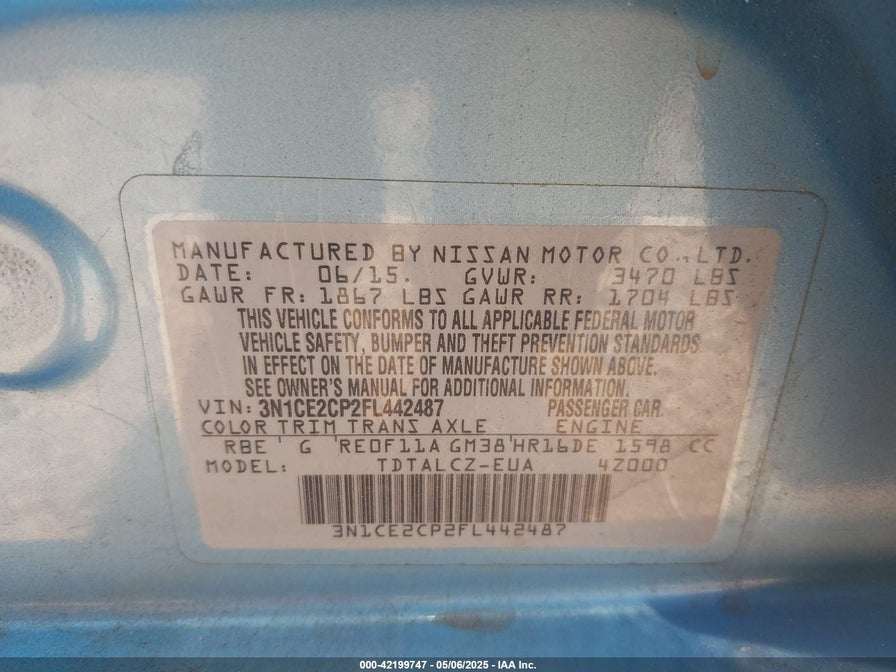 MANUFACTURED BY NISSAN MOTOR CO., LTD.
DATE: 06/15. GVWR: 3470 LBS
GAWR FR: 1867 LBS GAWR RR: 1704 LBS
THIS VEHICLE CONFORMS TO ALL APPLICABLE FEDERAL MOTOR
VEHICLE SAFETY, BUMPER AND THEFT PREVENTION STANDARDS
IN EFFECT ON THE DATE OF MANUFACTURE SHOWN ABOVE.
SEE OWNER'S MANUAL FOR ADDITIONAL INFORMATION.
VIN: 3N1CE2CP2FL442487 PASSENGER CAR.
COLOR TRIM TRANS AXLE ENGINE
RBE G RE0F11A GM38 HR16DE 1598 CC
MODEL: TDTALCZ-EUA 4Z000
3N1CE2CP2FL442487
000-42199747 - 05/06/2025 - IAA Inc.